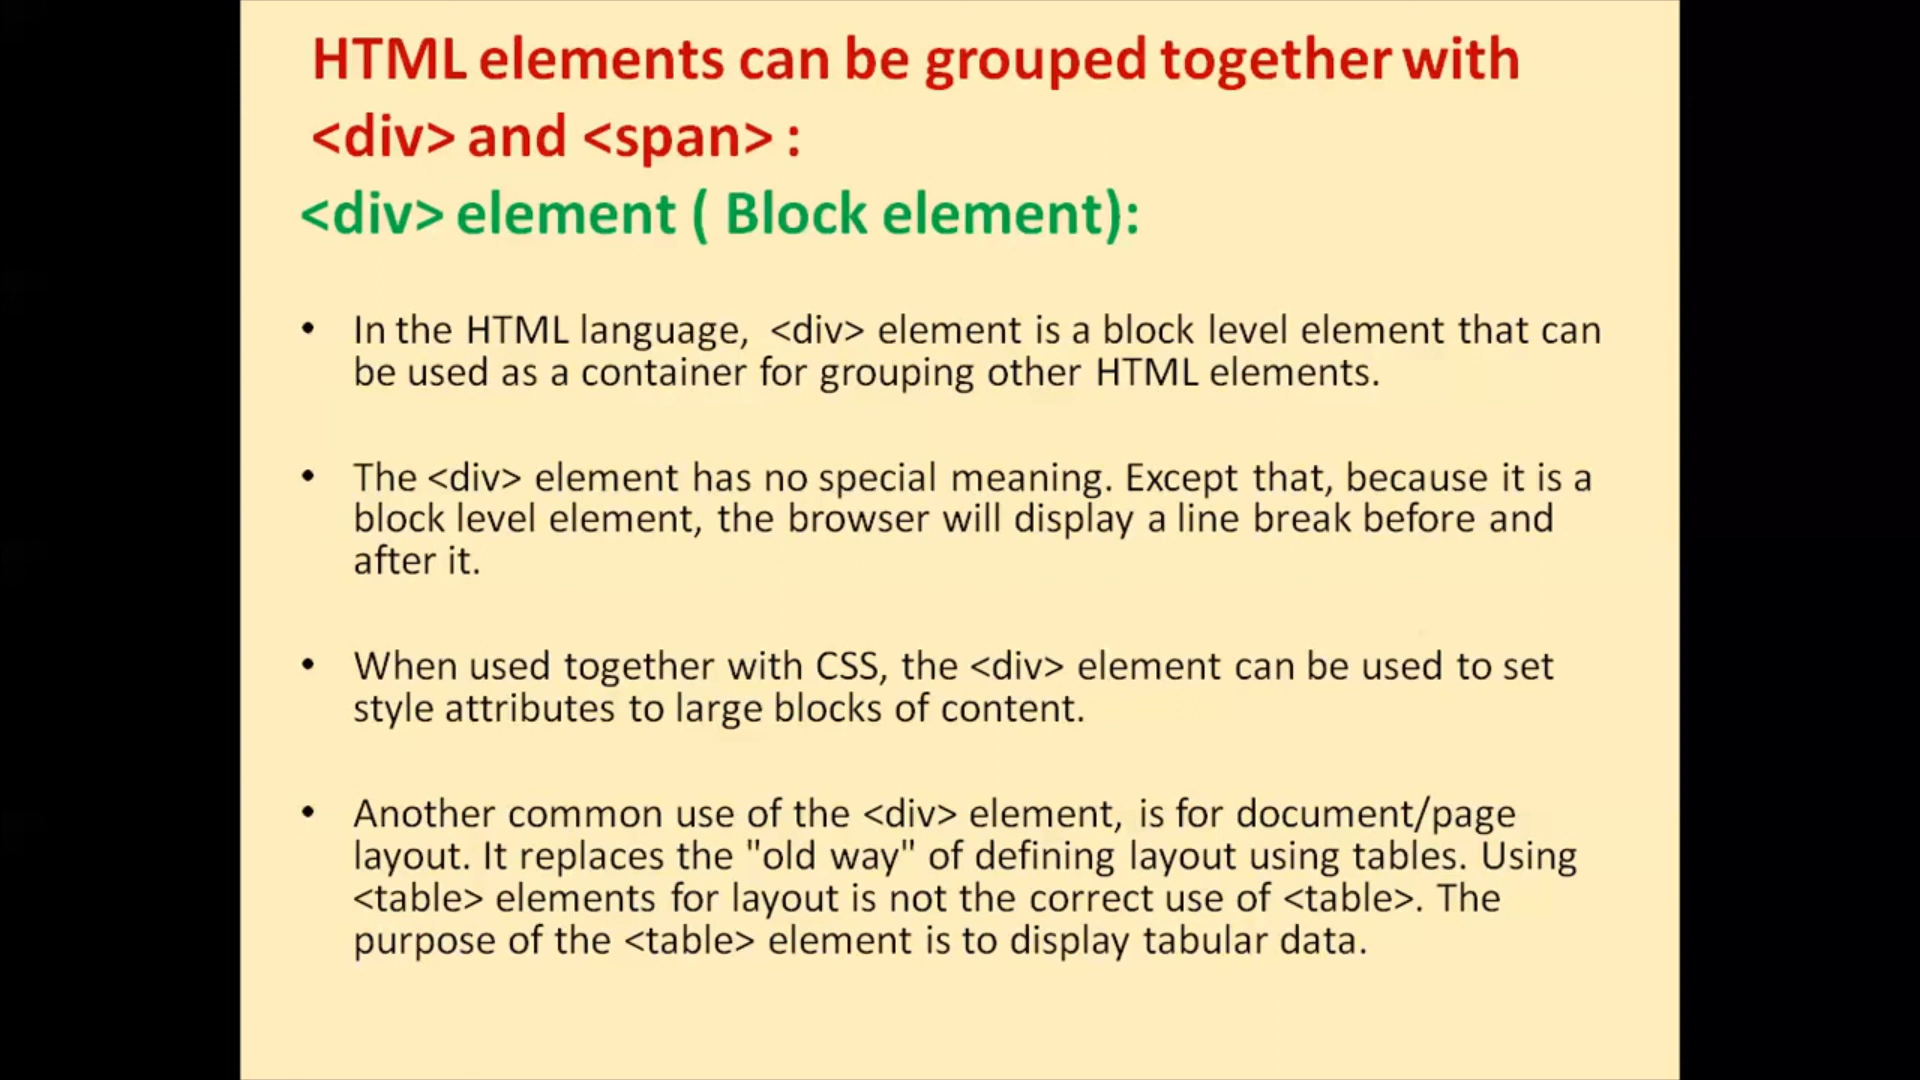 HTML elements can be grouped together with
<div> and <span> :
<div> element ( Block element):
• In the HTML language, <div> element is a block level element that can
be used as a container for grouping other HTML elements.
• The <div> element has no special meaning. Except that, because it is a
block level element, the browser will display a line break before and
after it.
• When used together with CSS, the <div> element can be used to set
style attributes to large blocks of content.
• Another common use of the <div> element, is for document/page
layout. It replaces the "old way" of defining layout using tables. Using
<table> elements for layout is not the correct use of <table>. The
purpose of the <table> element is to display tabular data.